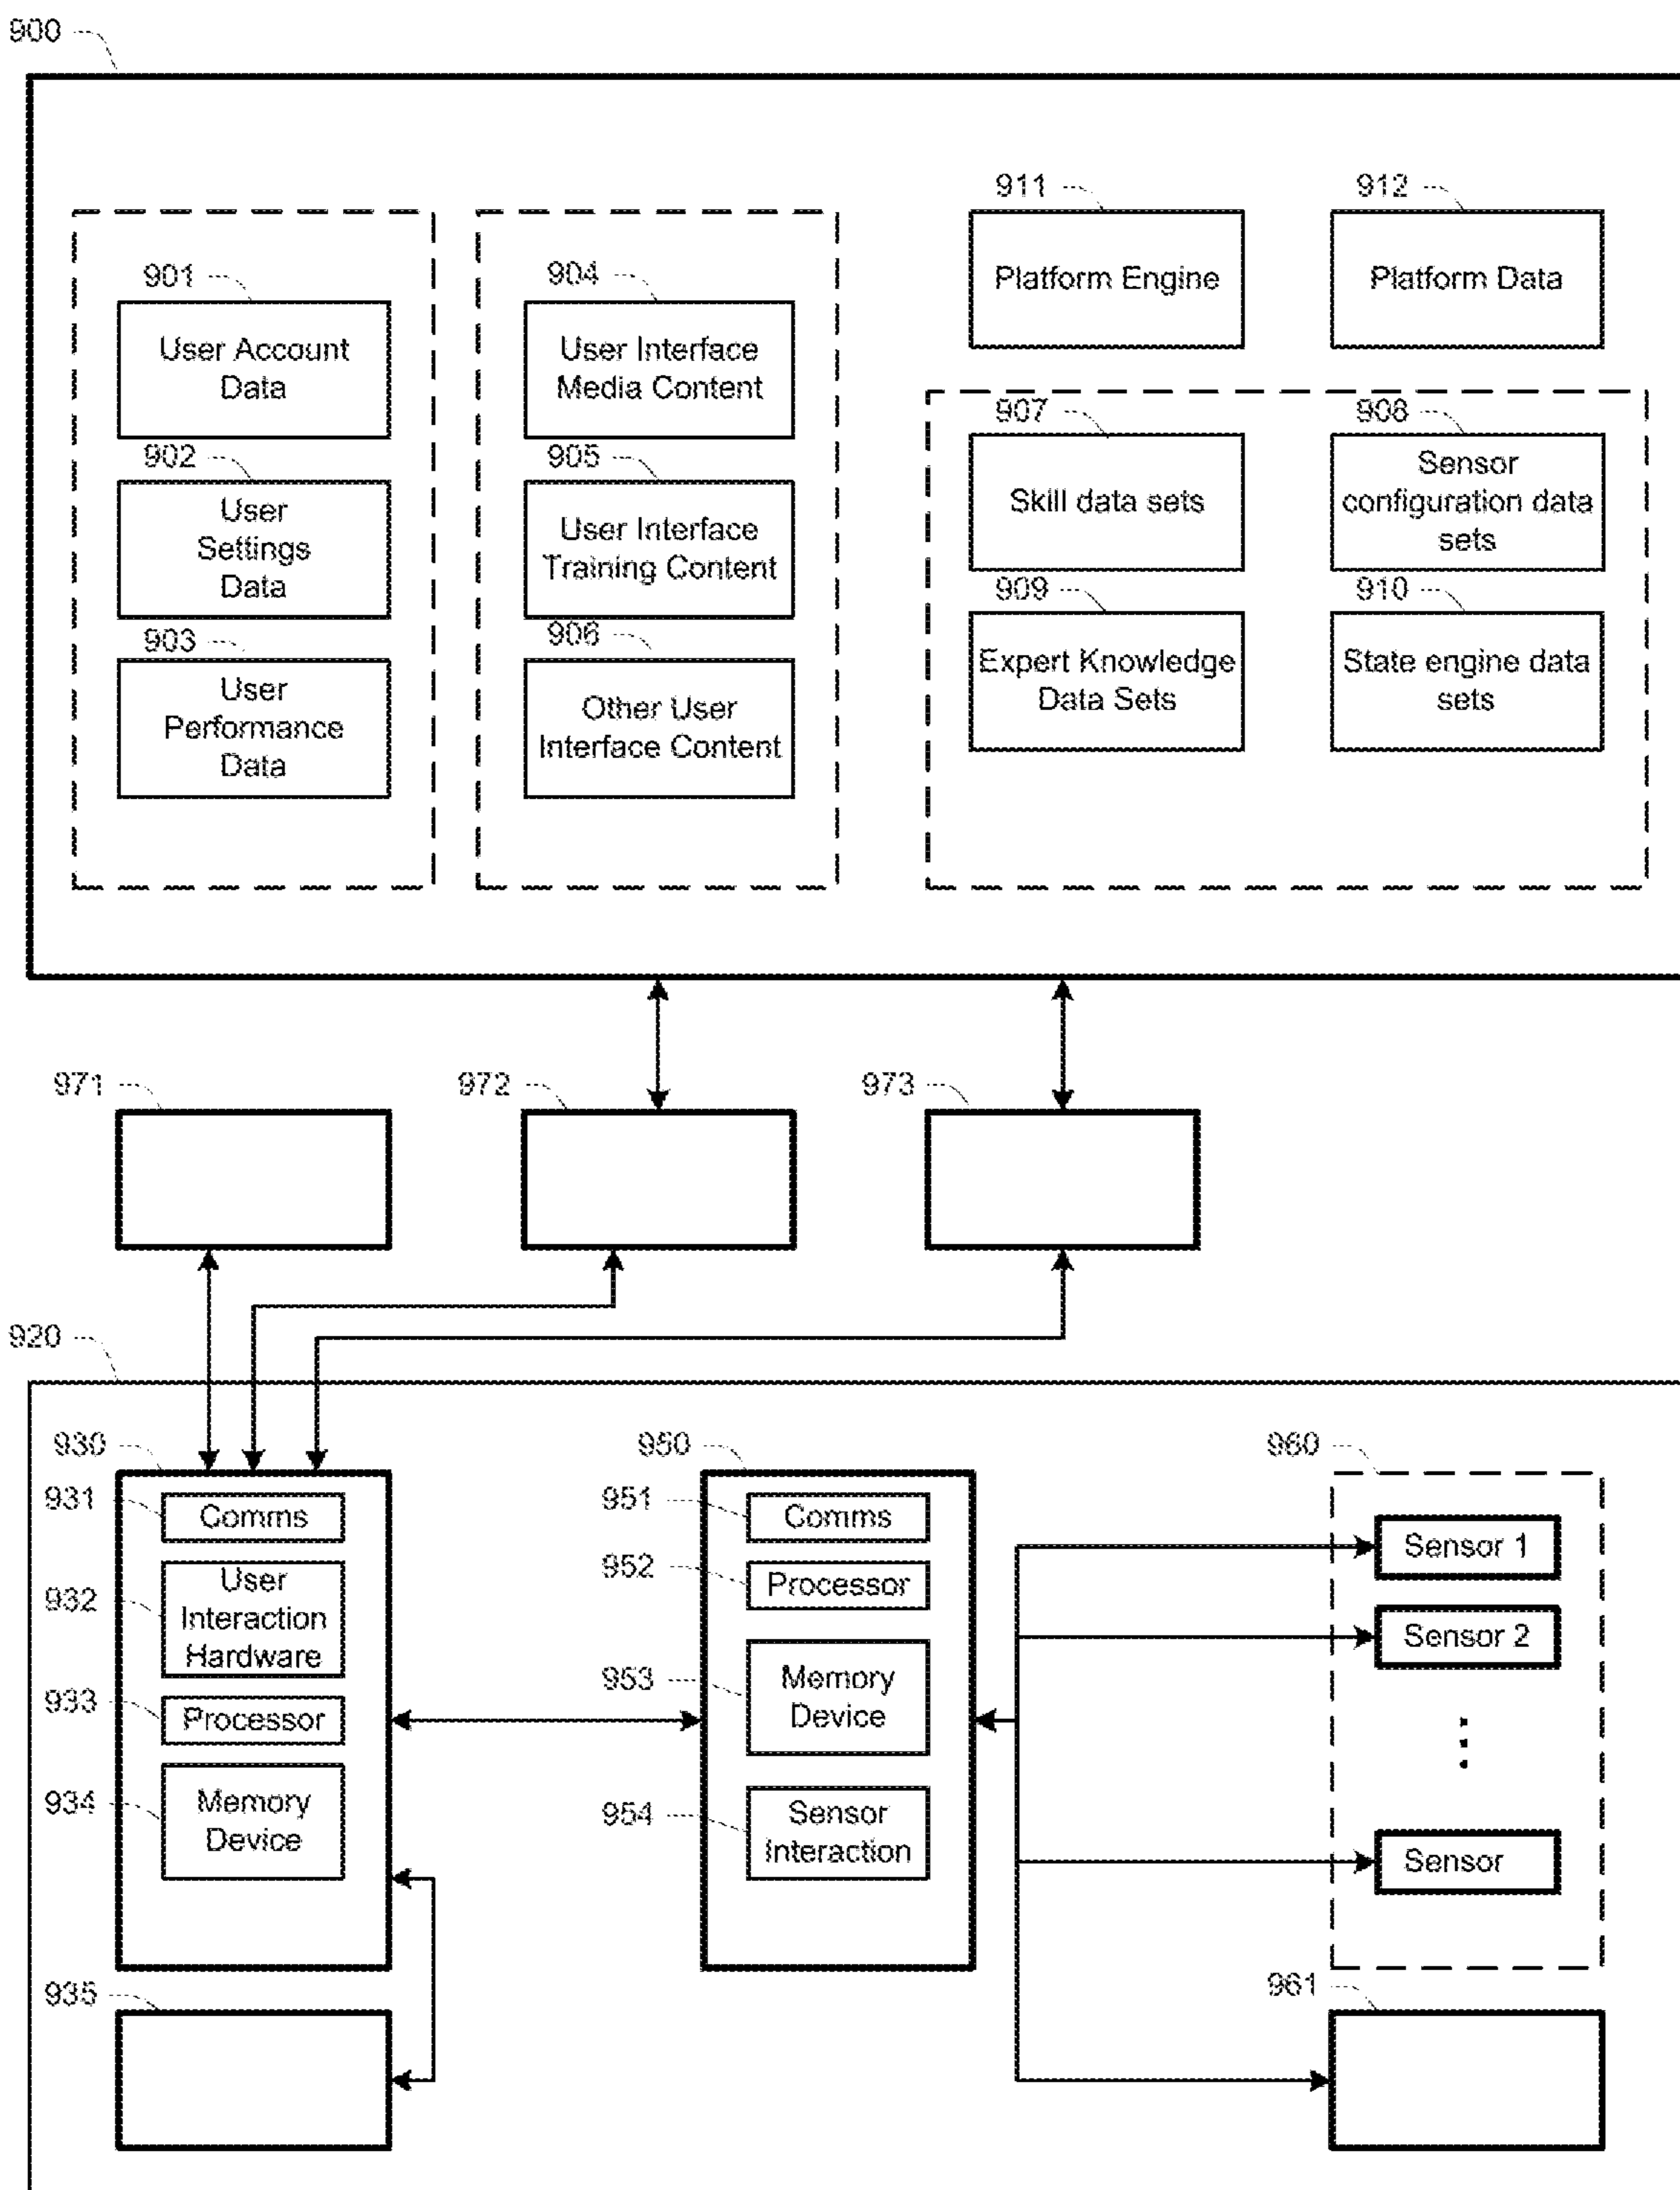 900
911
912
Platform Engine
Platform Data
901
User Account
Data
902
User
Settings
Data
903
User
Performance
Data
904
User Interface
Media Content
905
User Interface
Training Content
906
Other User
Interface Content
907
Skill data sets
908
Sensor
configuration data
sets
909
Expert Knowledge
Data Sets
910
State engine data
sets
971
972
973
920
930
931
Comms
932
User
Interaction
Hardware
933
Processor
934
Memory
Device
935
950
951
Comms
952
Processor
953
Memory
Device
954
Sensor
Interaction
960
Sensor 1
Sensor 2
...
Sensor
961